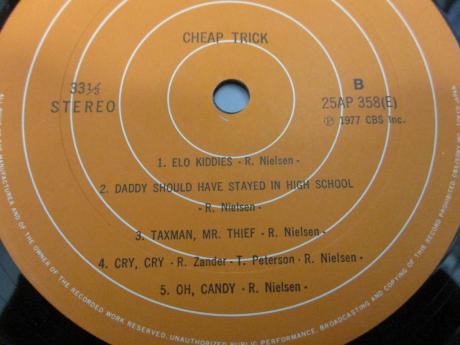 CHEAP TRICK
33⅓
STEREO
B
25AP 358(E)
Ⓟ 1977 CBS Inc.
1. ELO KIDDIES - R. Nielsen -
2. DADDY SHOULD HAVE STAYED IN HIGH SCHOOL
- R. Nielsen -
3. TAXMAN, MR. THIEF - R. Nielsen -
4. CRY, CRY - R. Zander - T. Peterson - R. Nielsen -
5. OH, CANDY - R. Nielsen -
MANUFACTURER AND OF THE OWNER OF THE RECORDED WORK RESERVED. UNAUTHORIZED PUBLIC PERFORMANCE, BROADCASTING AND COPYING OF THIS RECORD PROHIBITED.